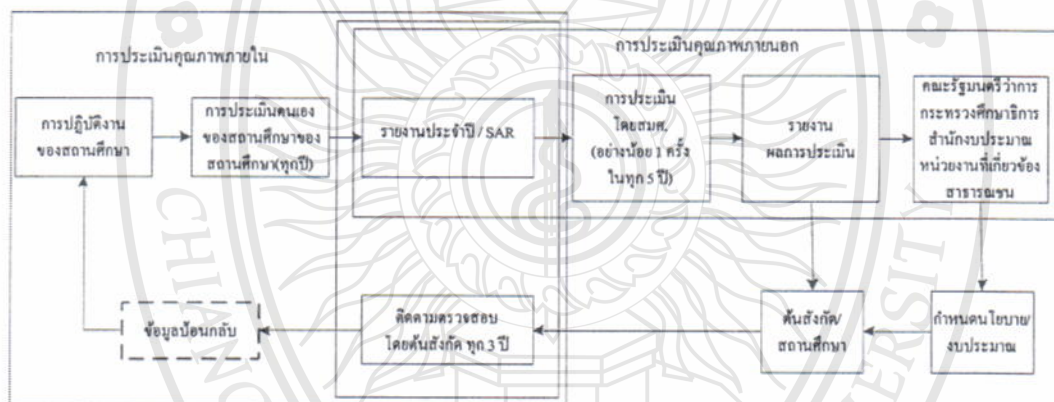 การประเมินคุณภาพภายใน
การประเมินคุณภาพภายนอก
การปฏิบัติงาน
ของสถานศึกษา
การประเมินตนเอง
ของสถานศึกษาของ
สถานศึกษา(ทุกปี)
รายงานประจำปี / SAR
การประเมิน
โดยสมศ.
(อย่างน้อย 1 ครั้ง
ในทุก 5 ปี)
รายงาน
ผลการประเมิน
คณะรัฐมนตรีว่าการ
กระทรวงศึกษาธิการ
สำนักงบประมาณ
หน่วยงานที่เกี่ยวข้อง
สาธารณชน
ข้อมูลป้อนกลับ
ติดตามตรวจสอบ
โดยต้นสังกัด ทุก 3 ปี
ต้นสังกัด/
สถานศึกษา
กำหนดนโยบาย/
งบประมาณ
CHIANG
UNIVERSITY